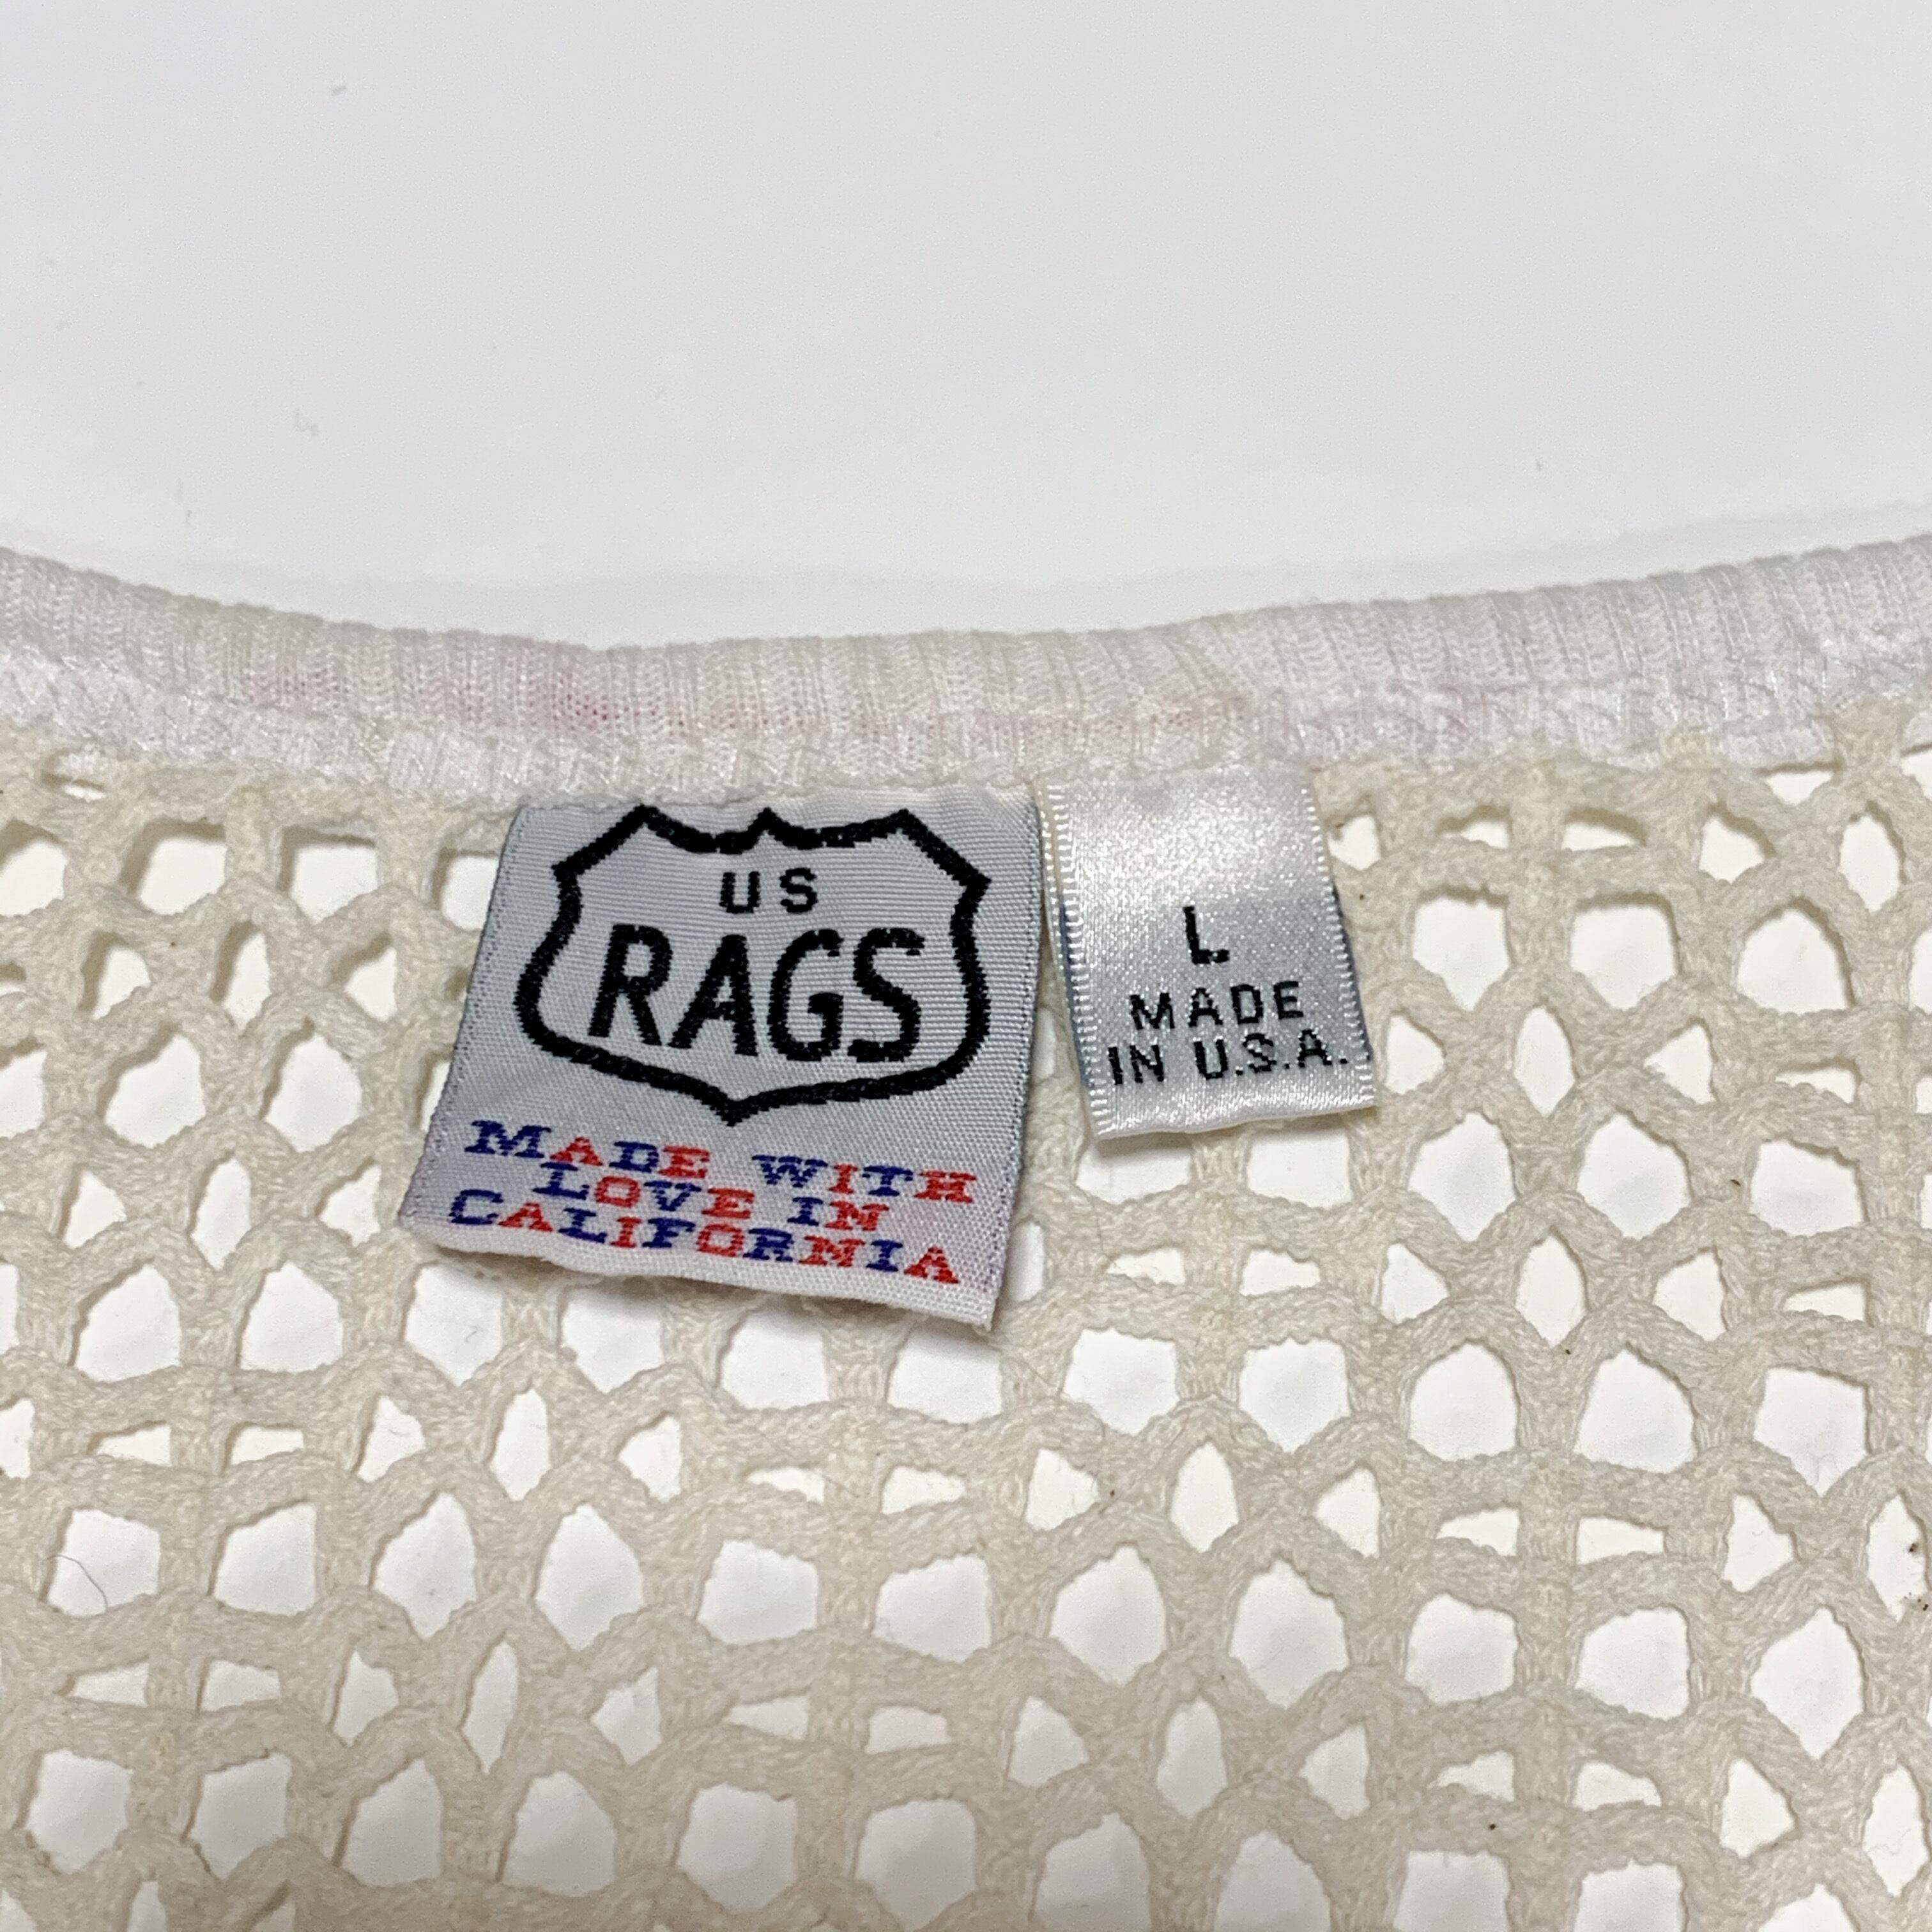 US
RAGS
MADE WITH
LOVE IN
CALIFORNIA
L
MADE
IN U.S.A.